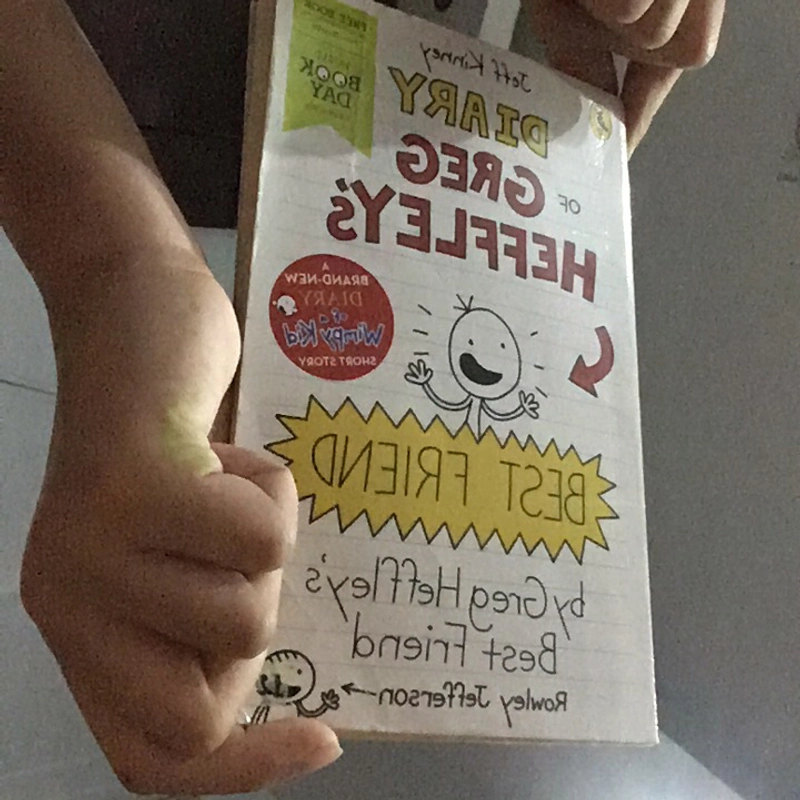 FREE BOOK
BOOK
DAY
Jeff Kinney
DIARY
OF GREG
HEFFLEY'S
A
BRAND-NEW
DIARY
of a
Wimpy Kid
SHORT STORY
BEST FRIEND
by Greg Heffley's
Best Friend
Rowley Jefferson